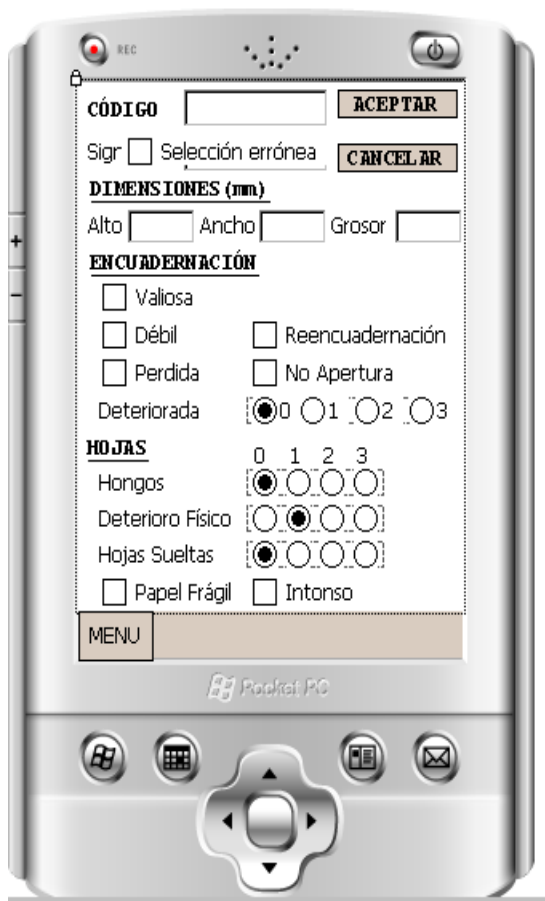 REC
CÓDIGO ACEPTAR
Sigr Selección errónea CANCELAR
DIMENSIONES (mm)
Alto Ancho Grosor
ENCUADERNACIÓN
Valiosa
Débil Reencuadernación
Perdida No Apertura
Deteriorada 0 1 2 3
HOJAS 0 1 2 3
Hongos
Deterioro Físico
Hojas Sueltas
Papel Frágil Intonso
MENU
Pocket PC